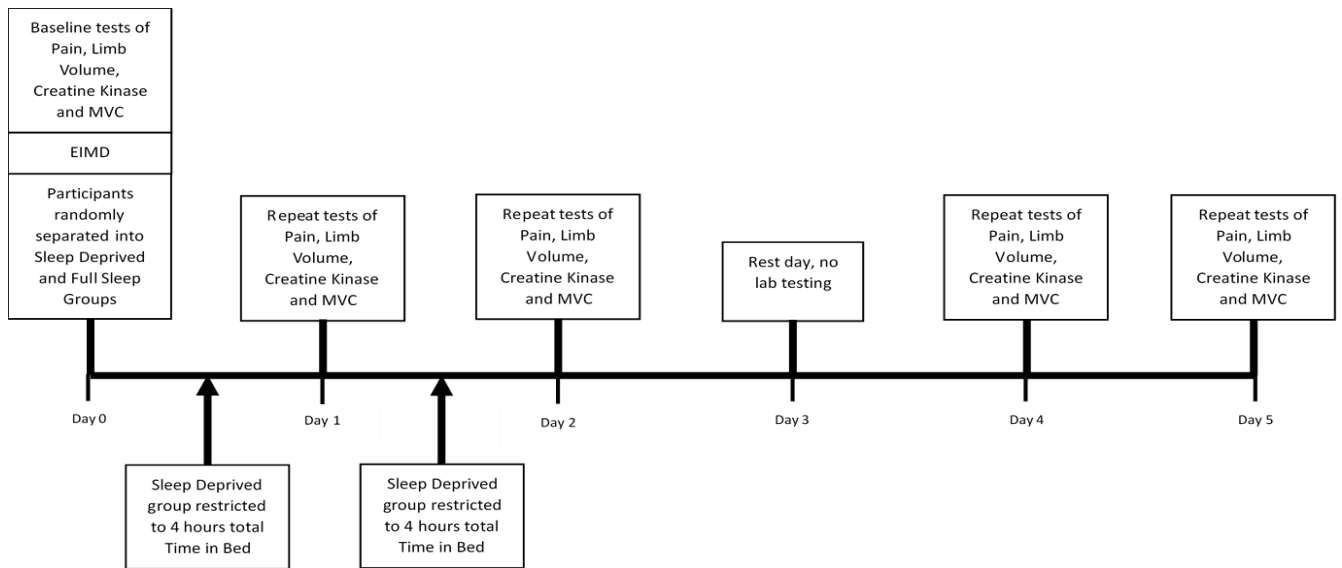 Baseline tests of
Pain, Limb
Volume,
Creatine Kinase
and MVC
EIMD
Participants
randomly
separated into
Sleep Deprived
and Full Sleep
Groups
Repeat tests of
Pain, Limb
Volume,
Creatine Kinase
and MVC
Repeat tests of
Pain, Limb
Volume,
Creatine Kinase
and MVC
Rest day, no
lab testing
Repeat tests of
Pain, Limb
Volume,
Creatine Kinase
and MVC
Repeat tests of
Pain, Limb
Volume,
Creatine Kinase
and MVC
Day 0
Day 1
Day 2
Day 3
Day 4
Day 5
Sleep Deprived
group restricted
to 4 hours total
Time in Bed
Sleep Deprived
group restricted
to 4 hours total
Time in Bed